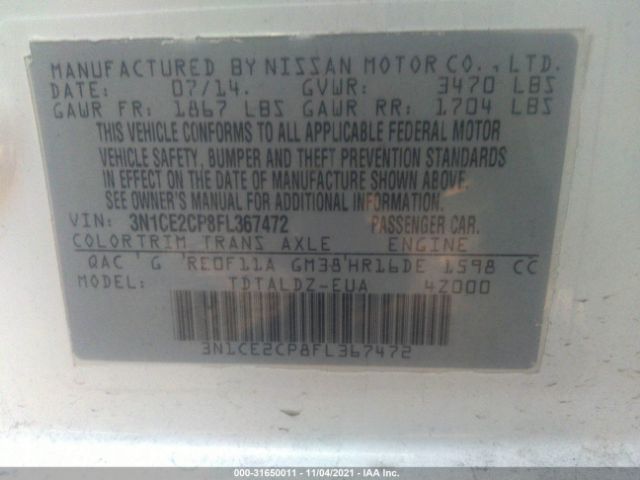 MANUFACTURED BY NISSAN MOTOR CO., LTD.
DATE: 07/14. GVWR: 3470 LBS
GAWR FR: 1867 LBS GAWR RR: 1704 LBS
THIS VEHICLE CONFORMS TO ALL APPLICABLE FEDERAL MOTOR
VEHICLE SAFETY, BUMPER AND THEFT PREVENTION STANDARDS
IN EFFECT ON THE DATE OF MANUFACTURE SHOWN ABOVE.
SEE OWNER'S MANUAL FOR ADDITIONAL INFORMATION.
VIN: 3N1CE2CP8FL367472 PASSENGER CAR.
COLOR TRIM TRANS AXLE ENGINE
QAC G RE0F11A GM38 HR16DE 1598 CC
MODEL: TDTALDZ-EUA 4Z000
3N1CE2CP8FL367472
000-31650011 - 11/04/2021 - IAA Inc.